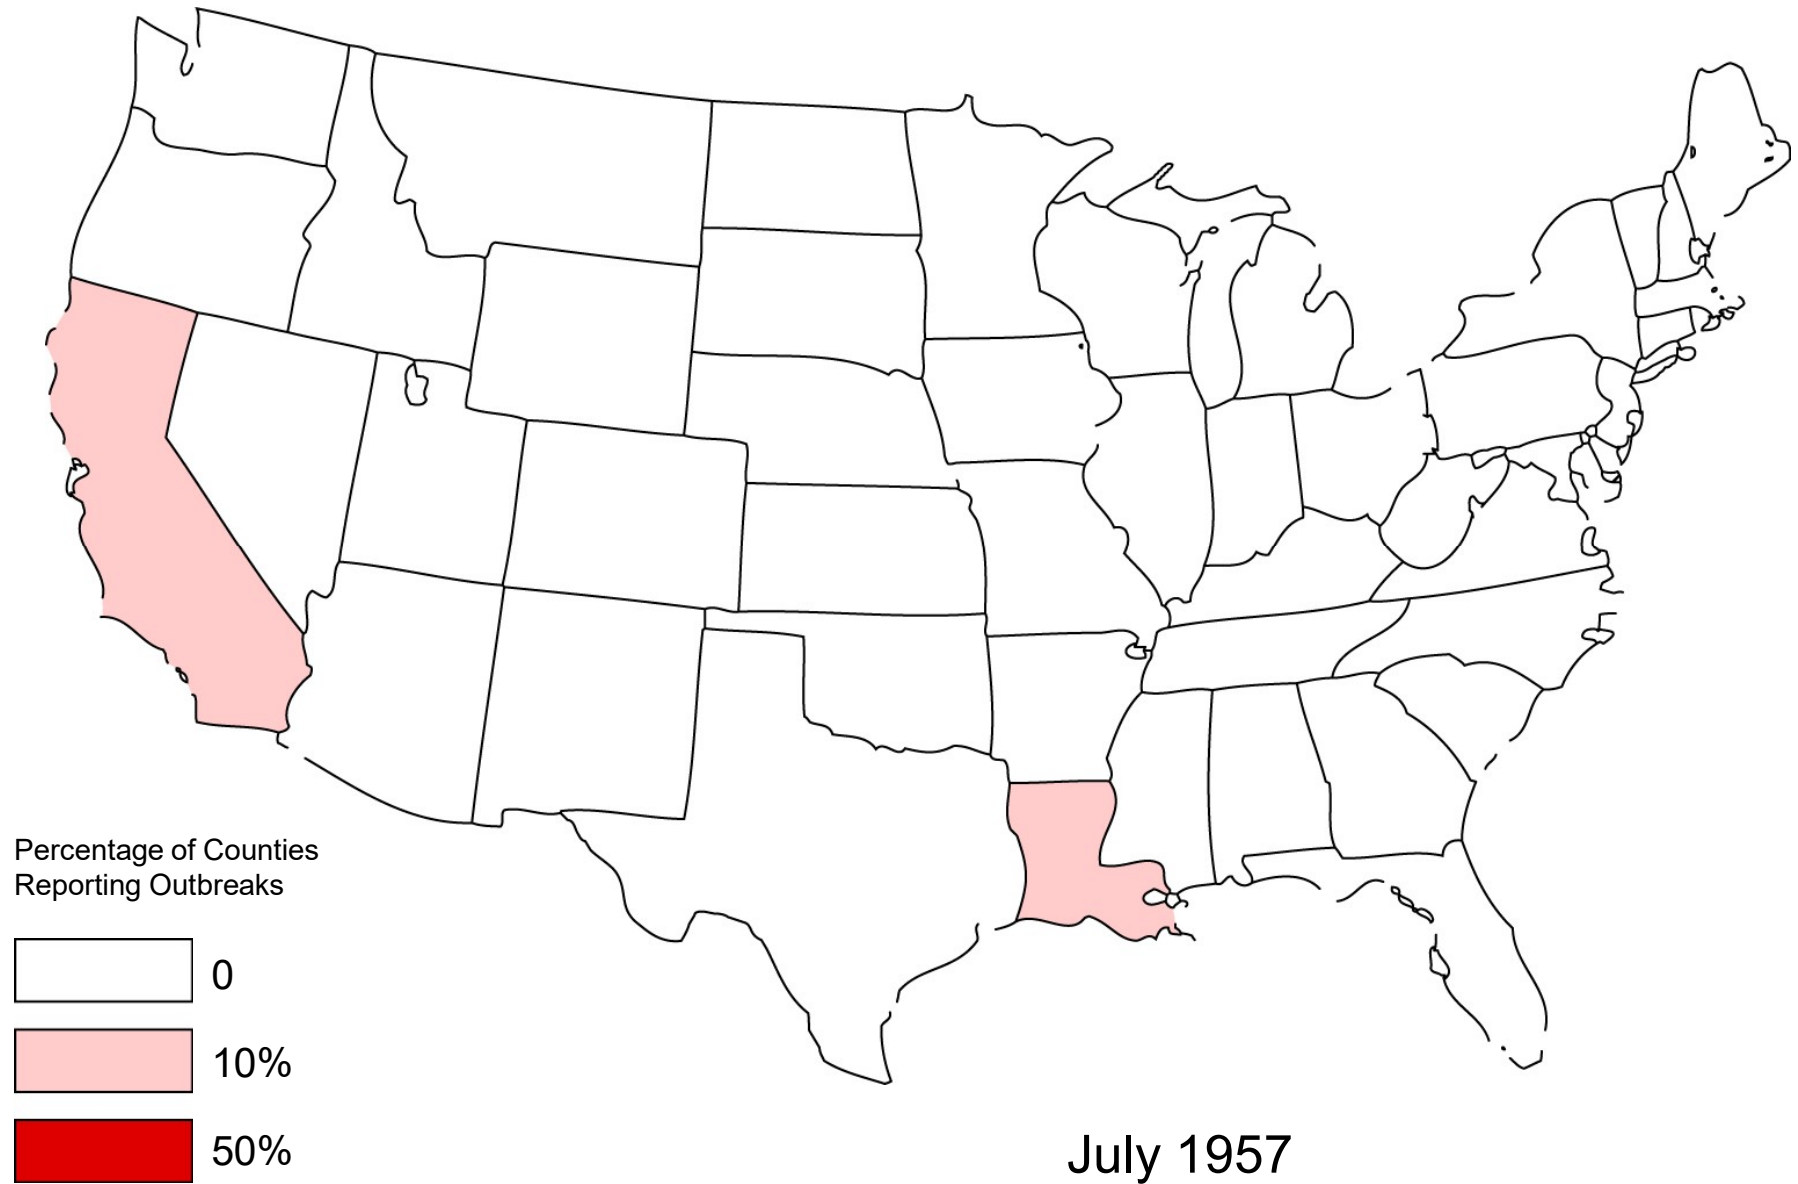 Percentage of Counties
Reporting Outbreaks
0
10%
50%
July 1957